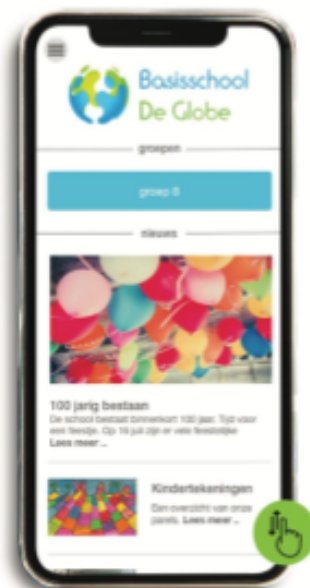 Basisschool
De Globe
groepen
groep 8
nieuws
100 jarig bestaan
De school bestaat binnenkort 100 jaar. Tijd voor
een feestje. Op 16 juli zijn er vele feestelijke
Lees meer ...
Kindertekeningen
Een overzicht van onze
parels. Lees meer ...